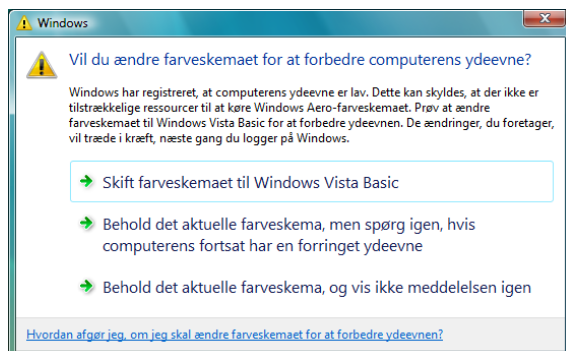 Windows
Vil du ændre farveskemaet for at forbedre computerens ydeevne?
Windows har registreret, at computerens ydeevne er lav. Dette kan skyldes, at der ikke er
tilstrækkelige ressourcer til at køre Windows Aero-farveskemaet. Prøv at ændre
farveskemaet til Windows Vista Basic for at forbedre ydeevnen. De ændringer, du foretager,
vil træde i kræft, næste gang du logger på Windows.
Skift farveskemaet til Windows Vista Basic
Behold det aktuelle farveskema, men spørg igen, hvis
computerens fortsat har en forringet ydeevne
Behold det aktuelle farveskema, og vis ikke meddelelsen igen
Hvordan afgør jeg, om jeg skal ændre farveskemaet for at forbedre ydeevnen?